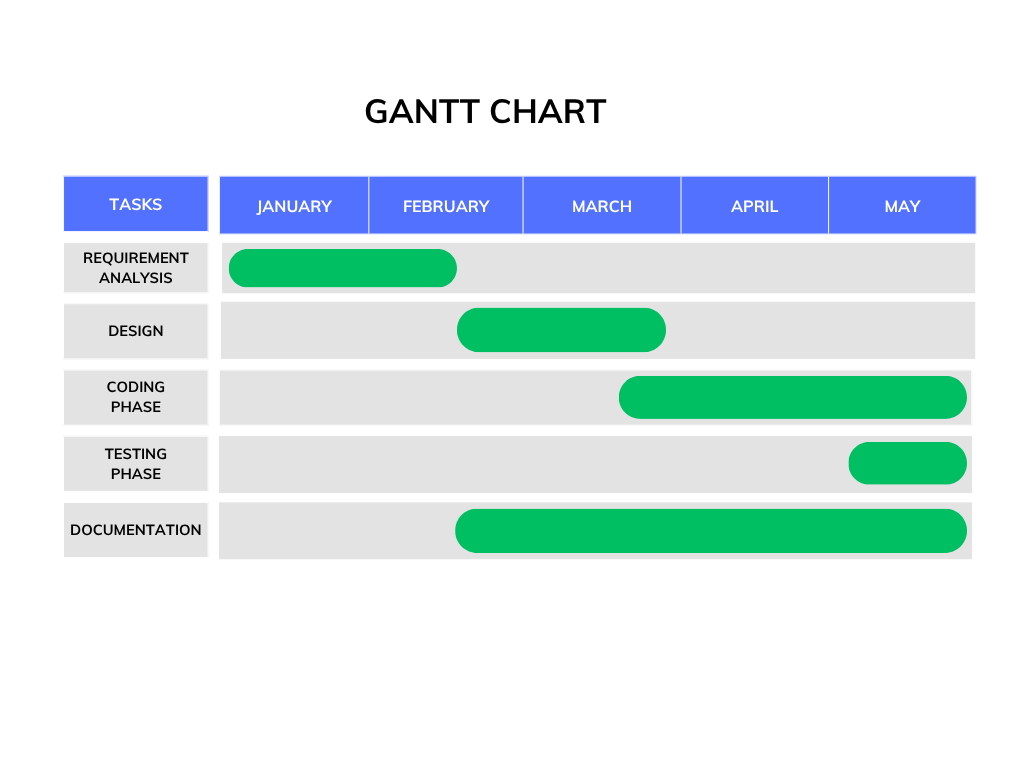 GANTT CHART
TASKS
JANUARY
FEBRUARY
MARCH
APRIL
MAY
REQUIREMENT
ANALYSIS
DESIGN
CODING
PHASE
TESTING
PHASE
DOCUMENTATION